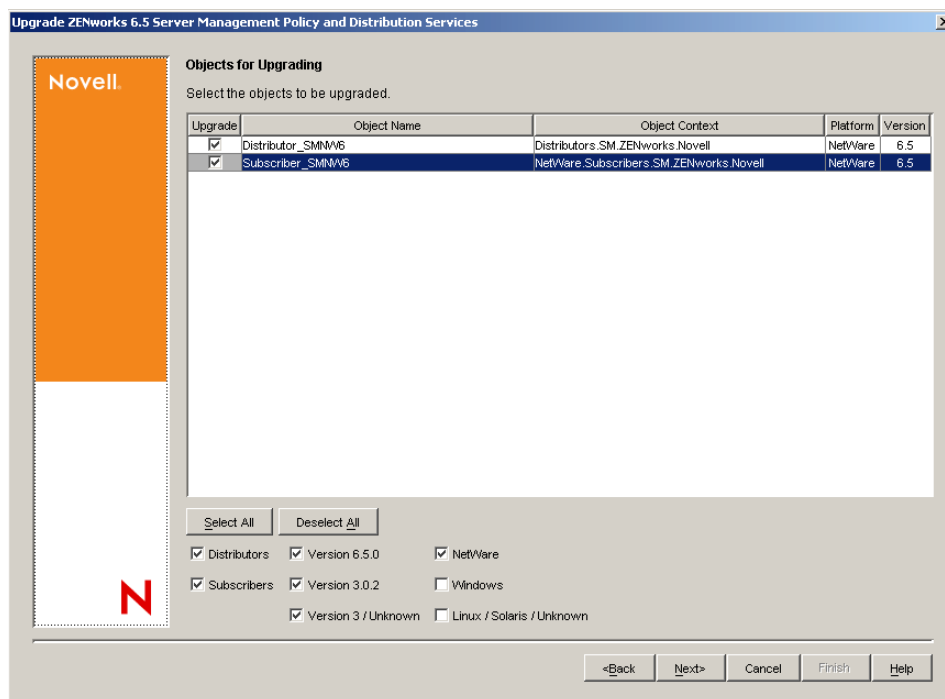 Upgrade ZENworks 6.5 Server Management Policy and Distribution Services
Novell.
Objects for Upgrading
Select the objects to be upgraded.
Upgrade Object Name Object Context Platform Version
Distributor_SMNW6 Distributors.SM.ZENworks.Novell NetWare 6.5
Subscriber_SMNW6 NetWare.Subscribers.SM.ZENworks.Novell NetWare 6.5
Select All Deselect All
Distributors Version 6.5.0 NetWare
Subscribers Version 3.0.2 Windows
Version 3 / Unknown Linux / Solaris / Unknown
N
<Back Next> Cancel Finish Help